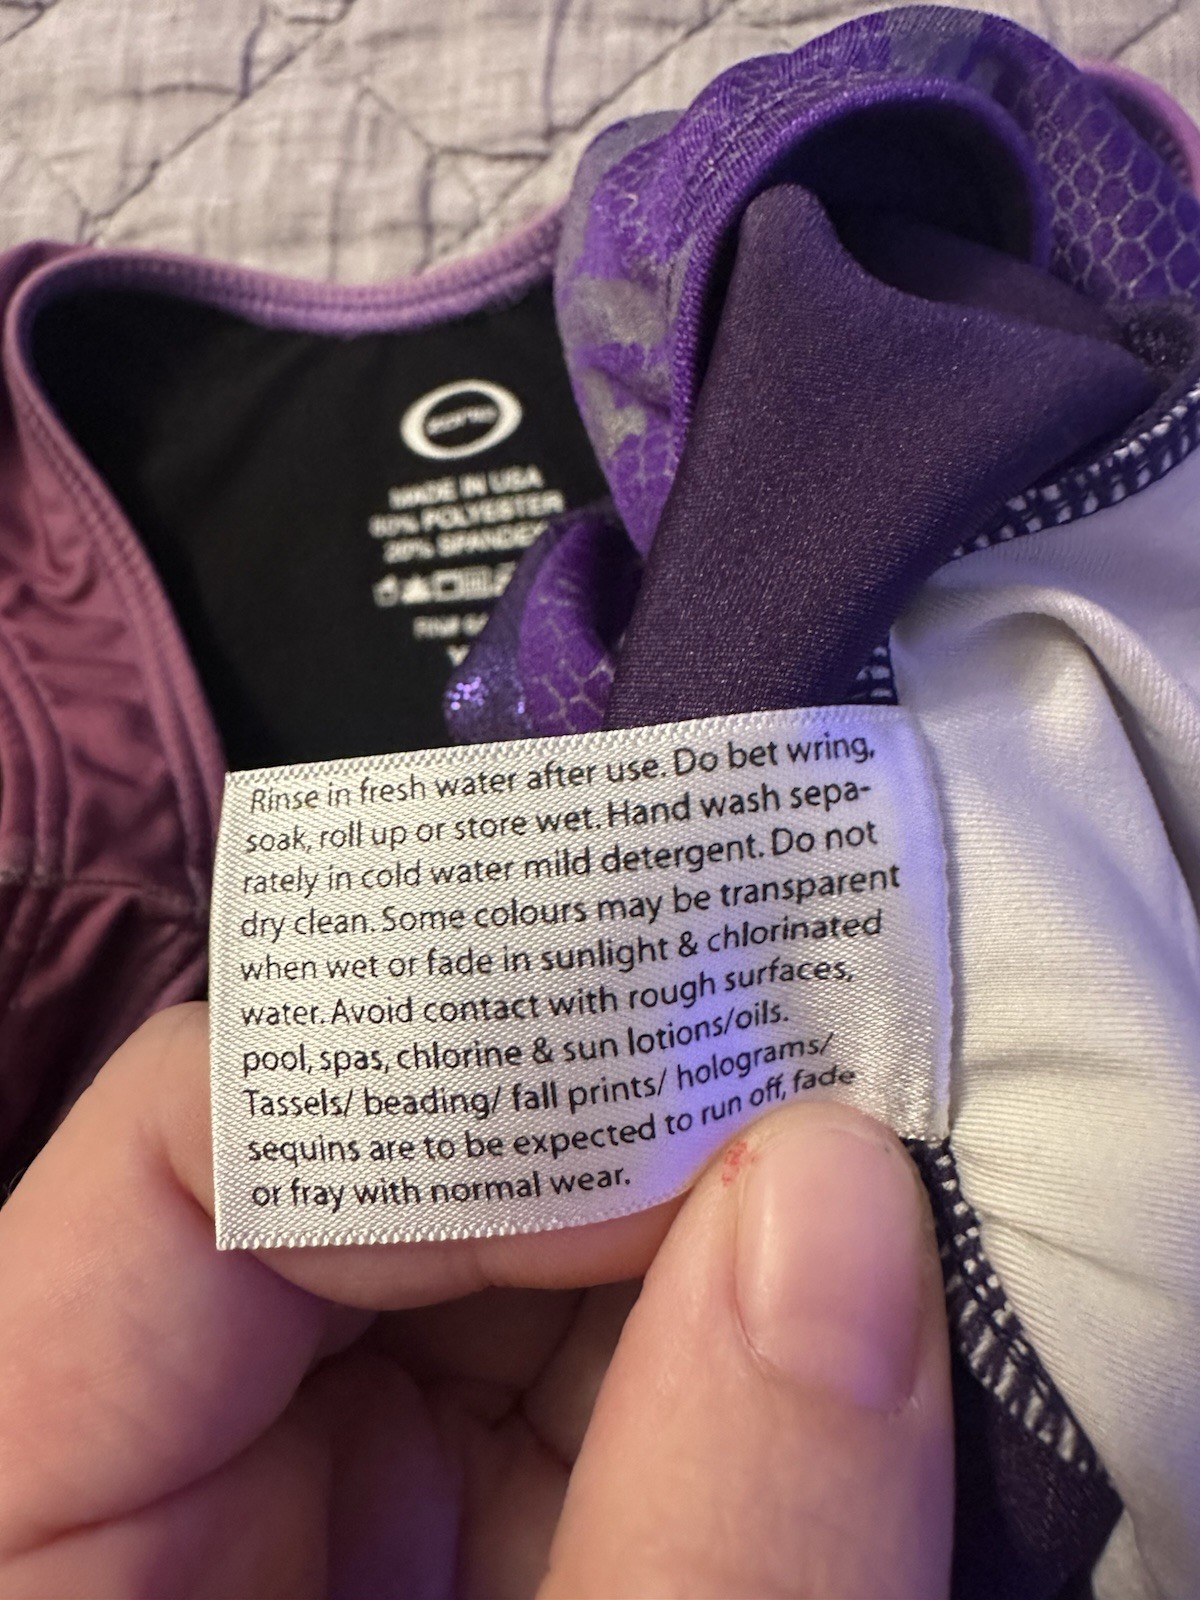 MADE IN USA
80% POLYESTER
20% SPANDEX
Rinse in fresh water after use. Do bet wring,
soak, roll up or store wet. Hand wash sepa-
rately in cold water mild detergent. Do not
dry clean. Some colours may be transparent
when wet or fade in sunlight & chlorinated
water. Avoid contact with rough surfaces,
pool, spas, chlorine & sun lotions/oils.
Tassels/ beading/ fall prints/ holograms/
sequins are to be expected to run off, fade
or fray with normal wear.